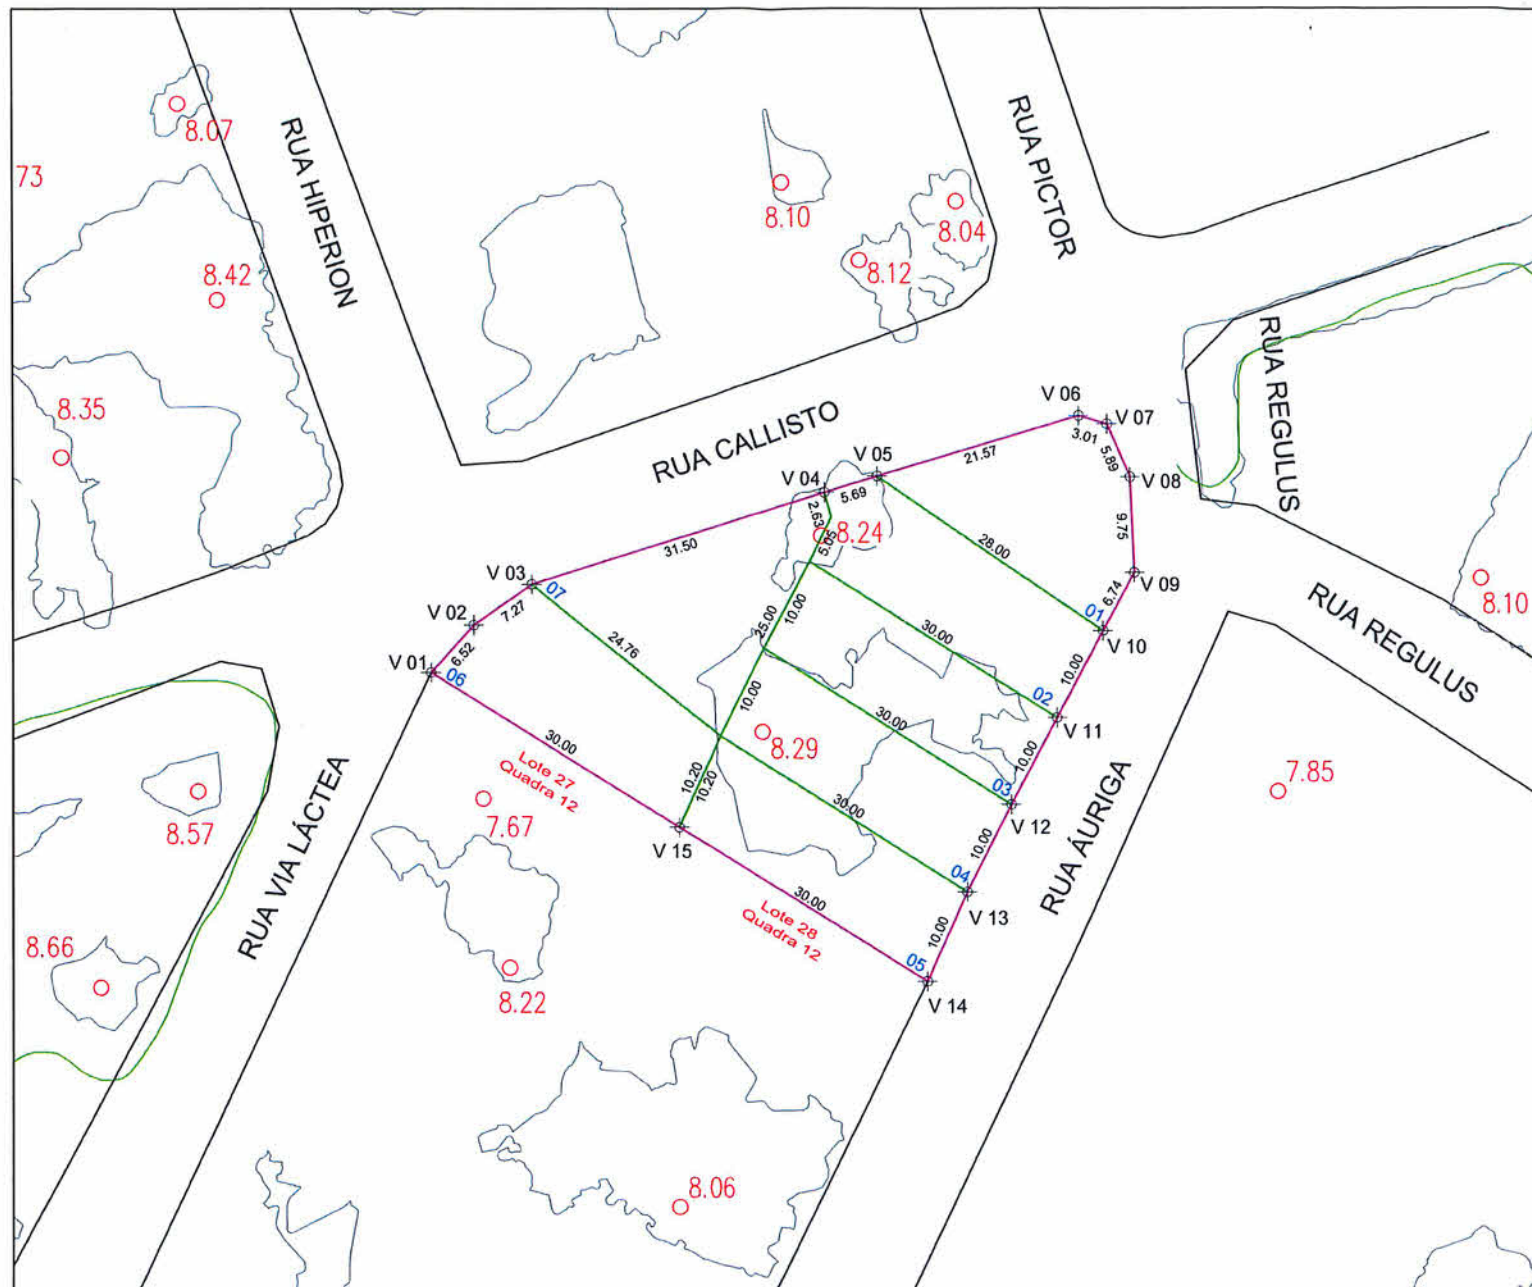 8.07
73
8.42
8.35
RUA HIPERION
8.10
8.04
8.12
RUA PICTOR
RUA REGULUS
RUA CALLISTO
V 06
V 07
3.01
5.89
V 05
21.57
V 08
V 04
5.69
2.63
8.24
5.05
31.50
28.00
9.75
V 03
07
V 09
6.74
V 02
7.27
01
V 10
8.10
RUA REGULUS
24.76
25.00
10.00
30.00
10.00
V 01
6.52
06
02
V 11
10.00
30.00
10.00
8.29
30.00
03
V 12
Lote 27
Quadra 12
10.20
10.20
30.00
10.00
7.85
RUA ÁURIGA
RUA VIA LÁCTEA
8.57
7.67
V 15
04
V 13
30.00
Lote 28
Quadra 12
10.00
05
V 14
8.66
8.22
8.06